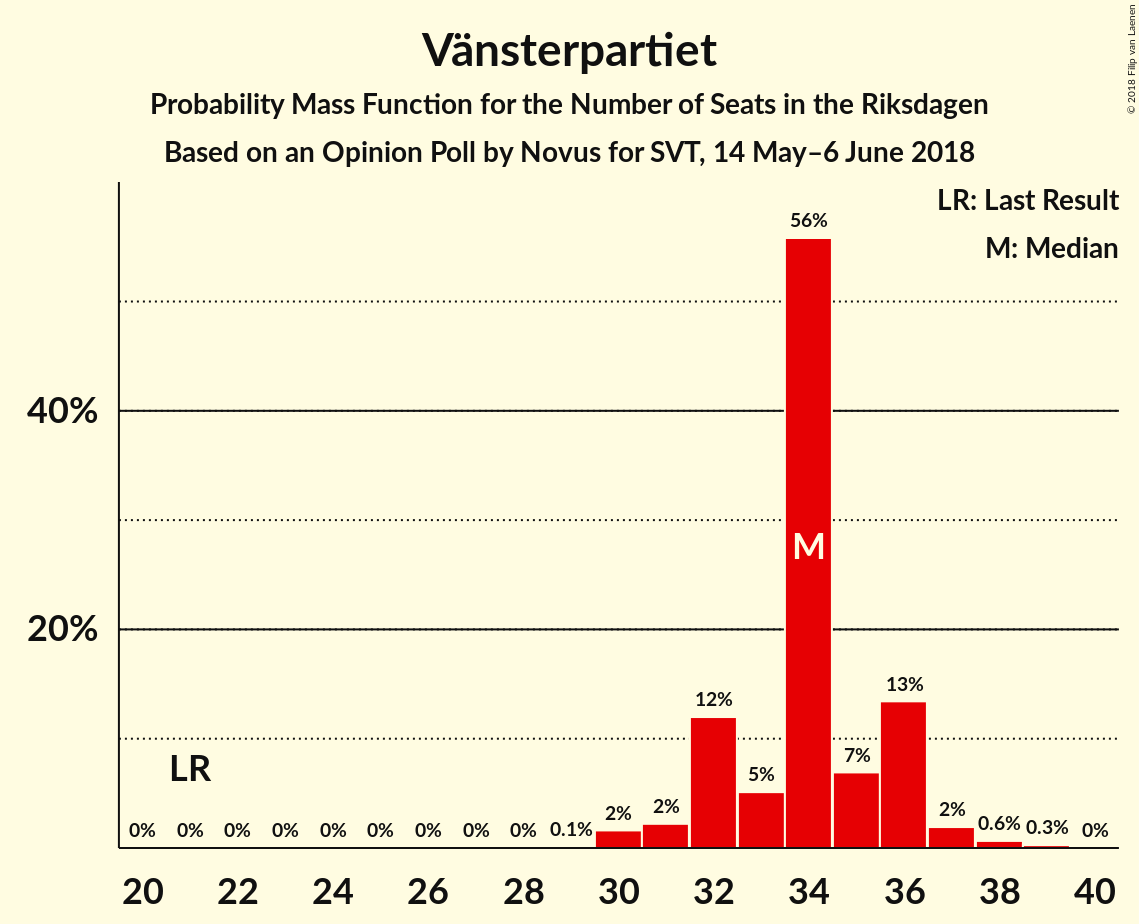 Vänsterpartiet
Probability Mass Function for the Number of Seats in the Riksdagen
Based on an Opinion Poll by Novus for SVT, 14 May–6 June 2018
© 2018 Filip van Laenen
LR: Last Result
M: Median
56%
40%
M
20%
13%
12%
7%
5%
LR
0% 0% 0% 0% 0% 0% 0% 0% 0% 0.1% 2% 2% 2% 0.6% 0.3% 0%
20 22 24 26 28 30 32 34 36 38 40